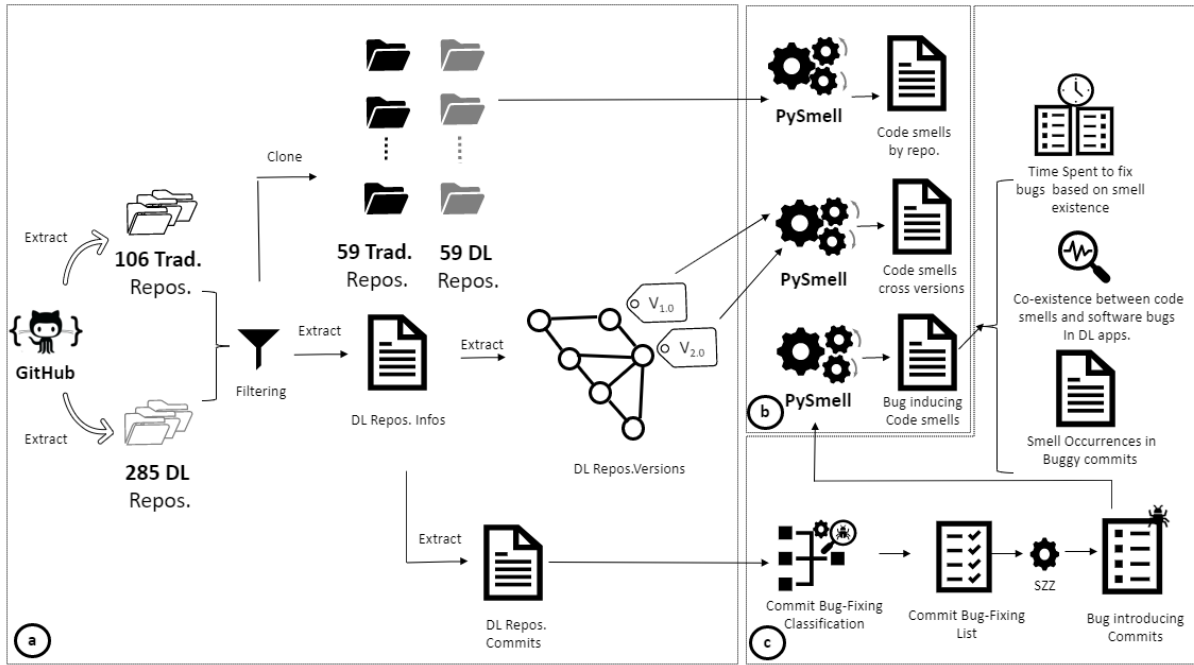 Extract
106 Trad.
Repos.
GitHub
Extract
285 DL
Repos.
Filtering
Clone
59 Trad.
Repos.
59 DL
Repos.
Extract
DL Repos. Infos
Extract
V1.0
V2.0
DL Repos.Versions
Extract
DL Repos.
Commits
a
PySmell
Code smells
by repo.
PySmell
Code smells
cross versions
PySmell
Bug inducing
Code smells
b
Time Spent to fix
bugs based on smell
existence
Co-existence between code
smells and software bugs
In DL apps.
Smell Occurrences in
Buggy commits
Commit Bug-Fixing
Classification
Commit Bug-Fixing
List
SZZ
Bug introducing
Commits
c